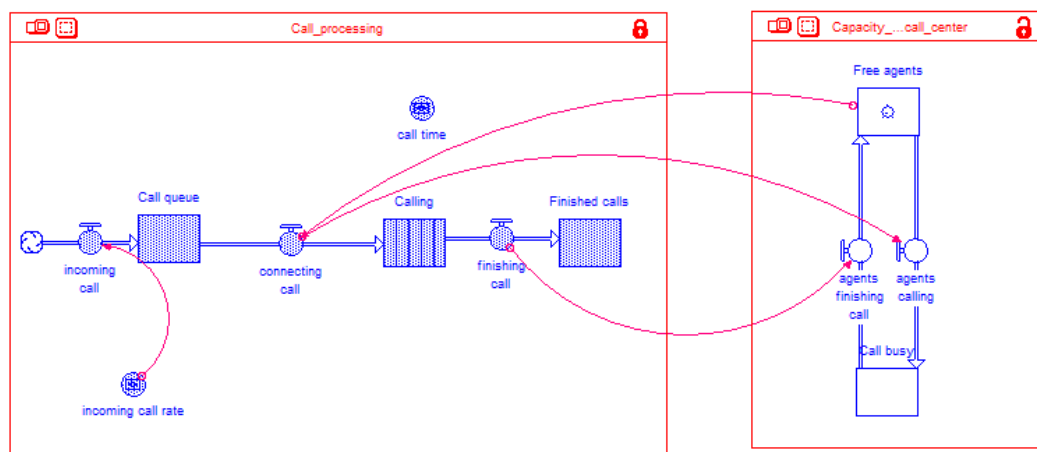 Call_processing
Capacity_...call_center
Free agents
call time
Call queue
Calling
Finished calls
incoming
call
connecting
call
finishing
call
agents
finishing
call
agents
calling
Call busy
incoming call rate